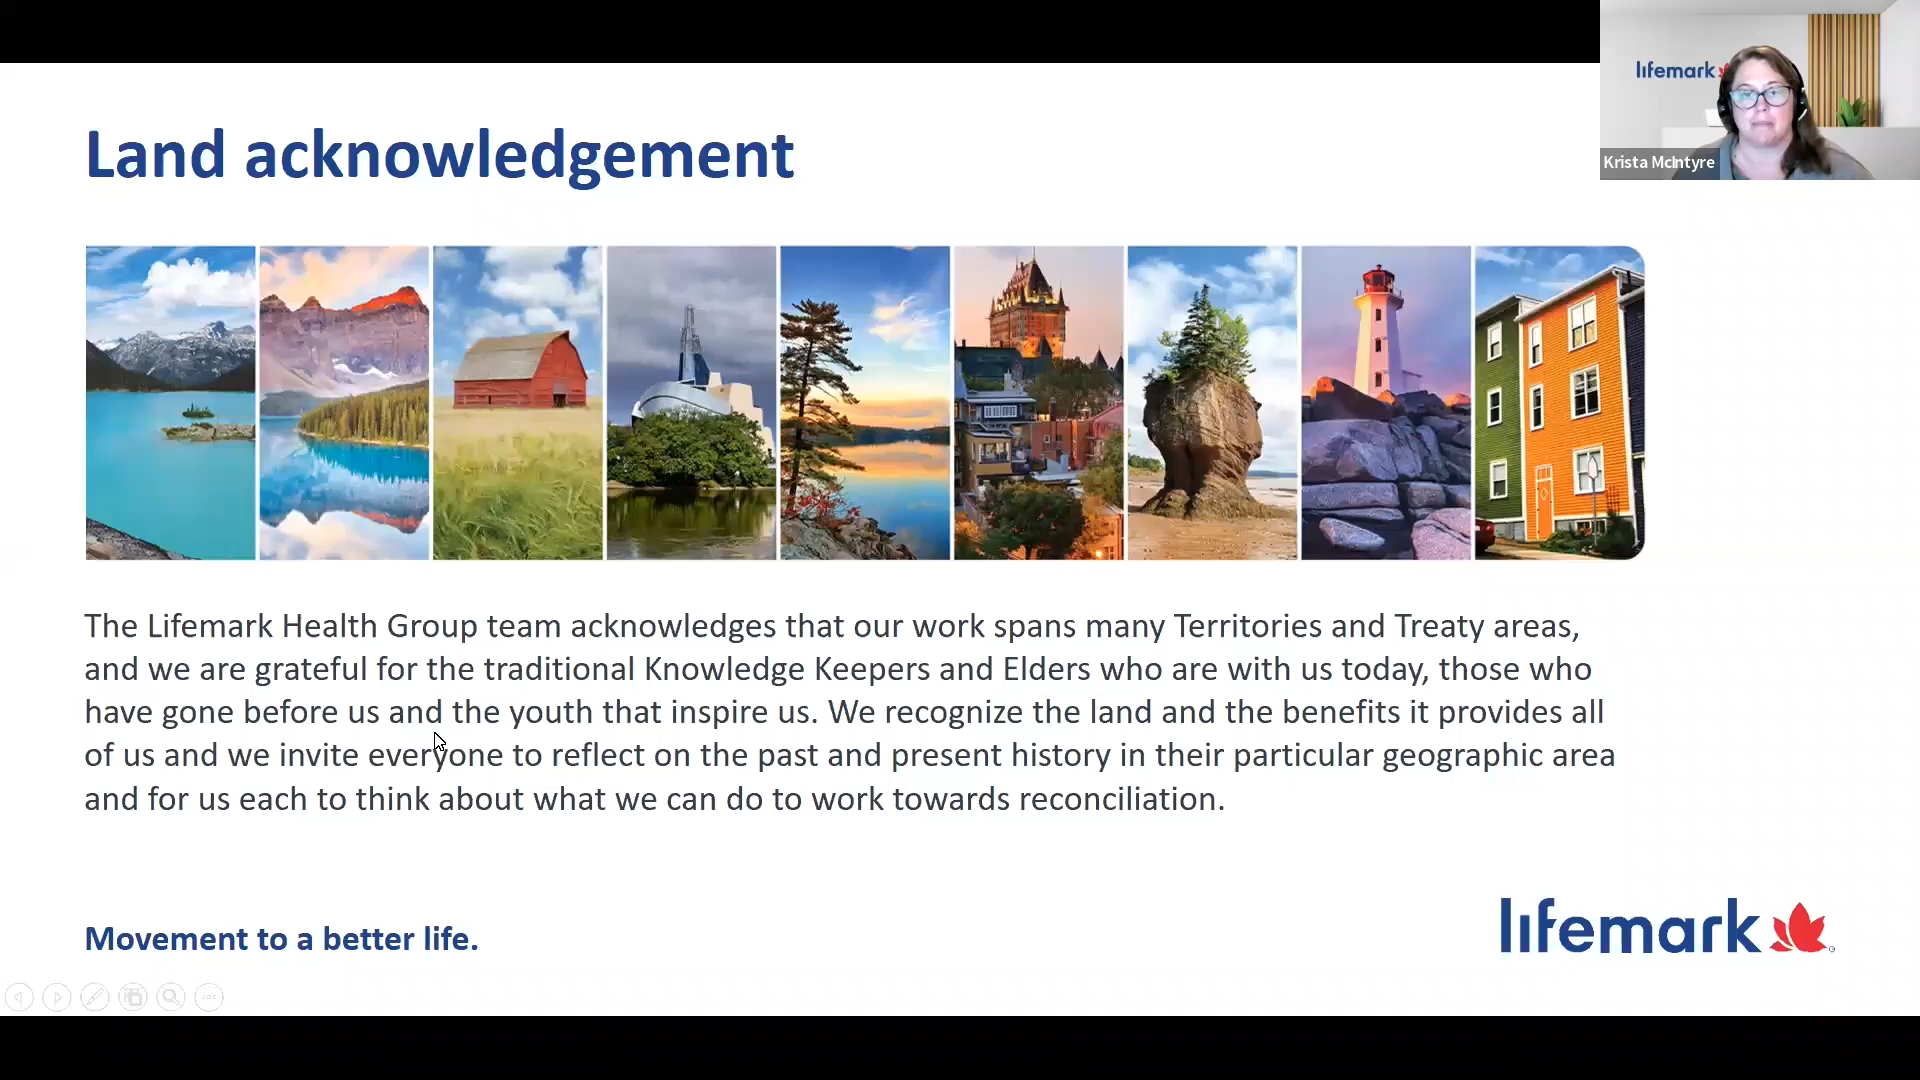 lifemark
Krista McIntyre
Land acknowledgement
The Lifemark Health Group team acknowledges that our work spans many Territories and Treaty areas,
and we are grateful for the traditional Knowledge Keepers and Elders who are with us today, those who
have gone before us and the youth that inspire us. We recognize the land and the benefits it provides all
of us and we invite everyone to reflect on the past and present history in their particular geographic area
and for us each to think about what we can do to work towards reconciliation.
Movement to a better life.
lifemark